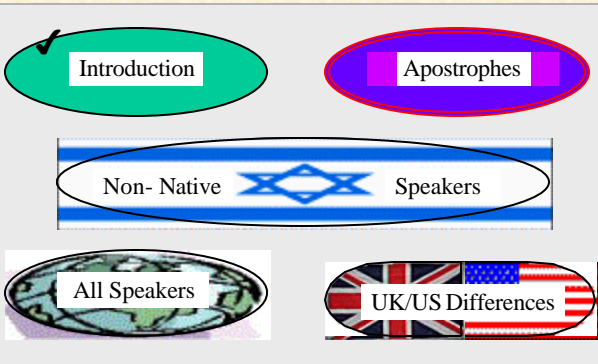 ✔
Introduction
Apostrophes
Non- Native Speakers
All Speakers
UK/US Differences